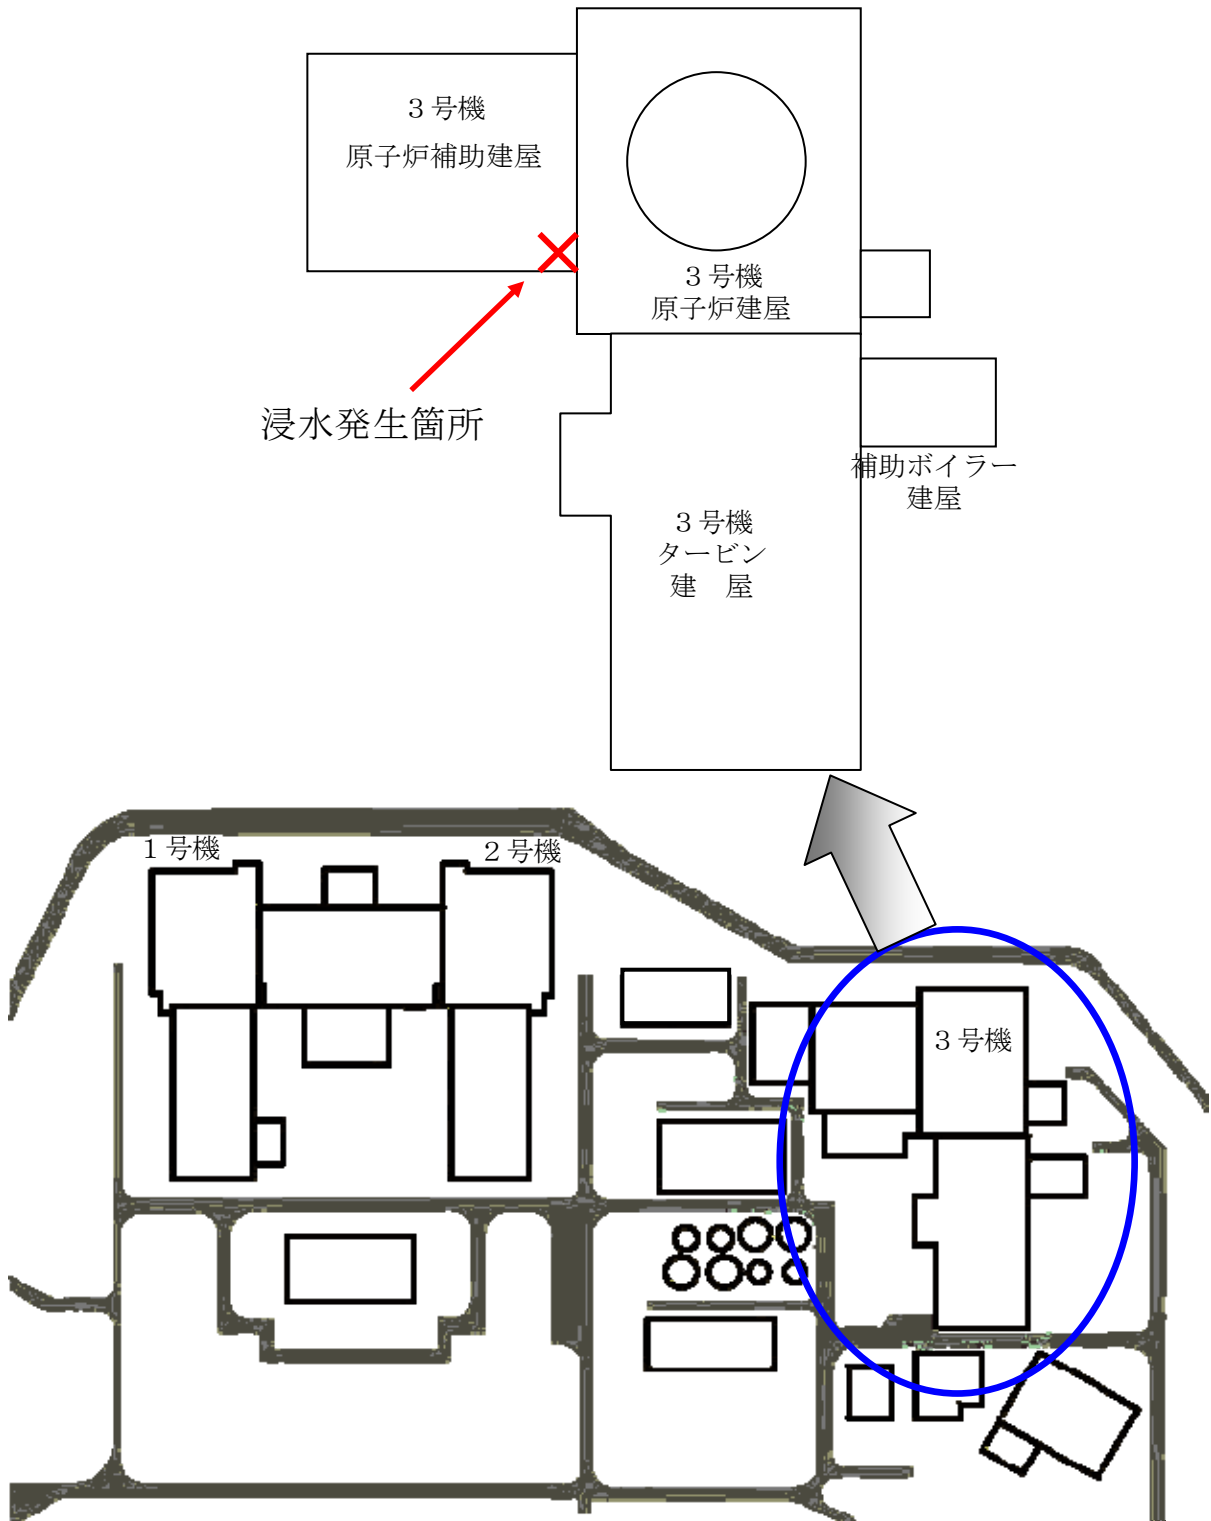 ３号機
原子炉補助建屋
３号機
原子炉建屋
浸水発生箇所
補助ボイラー
建屋
３号機
タービン
建　屋
１号機
２号機
３号機